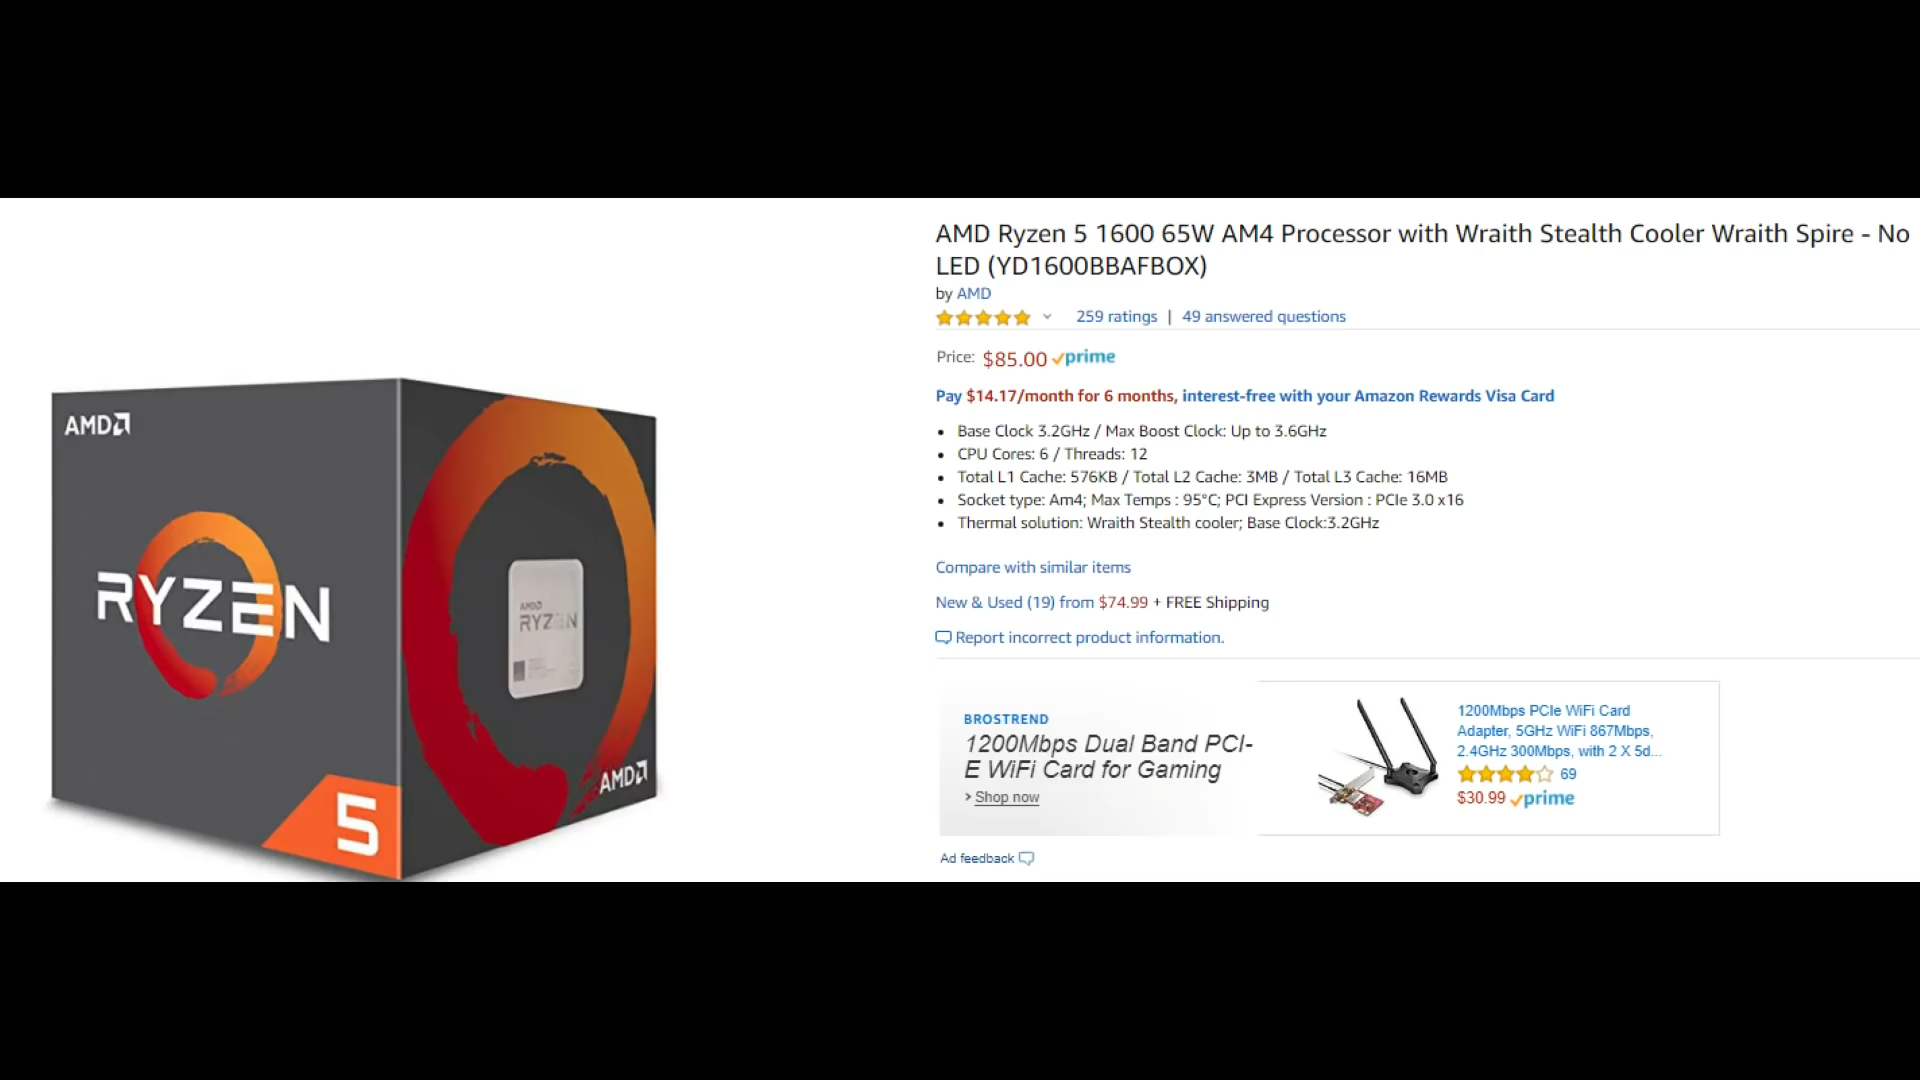 AMD Ryzen 5 1600 65W AM4 Processor with Wraith Stealth Cooler Wraith Spire - No
LED (YD1600BBAFBOX)
by AMD
259 ratings | 49 answered questions
Price: $85.00 prime
Pay $14.17/month for 6 months, interest-free with your Amazon Rewards Visa Card
Base Clock 3.2GHz / Max Boost Clock: Up to 3.6GHz
CPU Cores: 6 / Threads: 12
Total L1 Cache: 576KB / Total L2 Cache: 3MB / Total L3 Cache: 16MB
Socket type: Am4; Max Temps : 95°C; PCI Express Version : PCIe 3.0 x16
Thermal solution: Wraith Stealth cooler; Base Clock:3.2GHz
Compare with similar items
New & Used (19) from $74.99 + FREE Shipping
Report incorrect product information.
BROSTREND
1200Mbps Dual Band PCI-
E WiFi Card for Gaming
› Shop now
1200Mbps PCIe WiFi Card
Adapter, 5GHz WiFi 867Mbps,
2.4GHz 300Mbps, with 2 X 5d...
69
$30.99 prime
Ad feedback
AMD
RYZEN
5
AMD
RYZEN
AMD